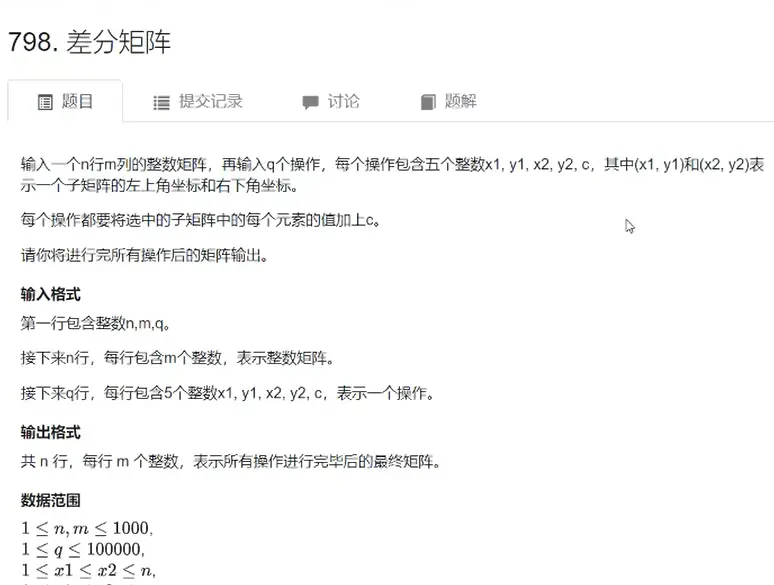 798. 差分矩阵
题目 提交记录 讨论 题解
输入一个n行m列的整数矩阵，再输入q个操作，每个操作包含五个整数x1, y1, x2, y2, c，其中(x1, y1)和(x2, y2)表
示一个子矩阵的左上角坐标和右下角坐标。
每个操作都要将选中的子矩阵中的每个元素的值加上c。
请你将进行完所有操作后的矩阵输出。
输入格式
第一行包含整数n,m,q。
接下来n行，每行包含m个整数，表示整数矩阵。
接下来q行，每行包含5个整数x1, y1, x2, y2, c，表示一个操作。
输出格式
共 n 行，每行 m 个整数，表示所有操作进行完毕后的最终矩阵。
数据范围
1 ≤ n, m ≤ 1000,
1 ≤ q ≤ 100000,
1 ≤ x1 ≤ x2 ≤ n,